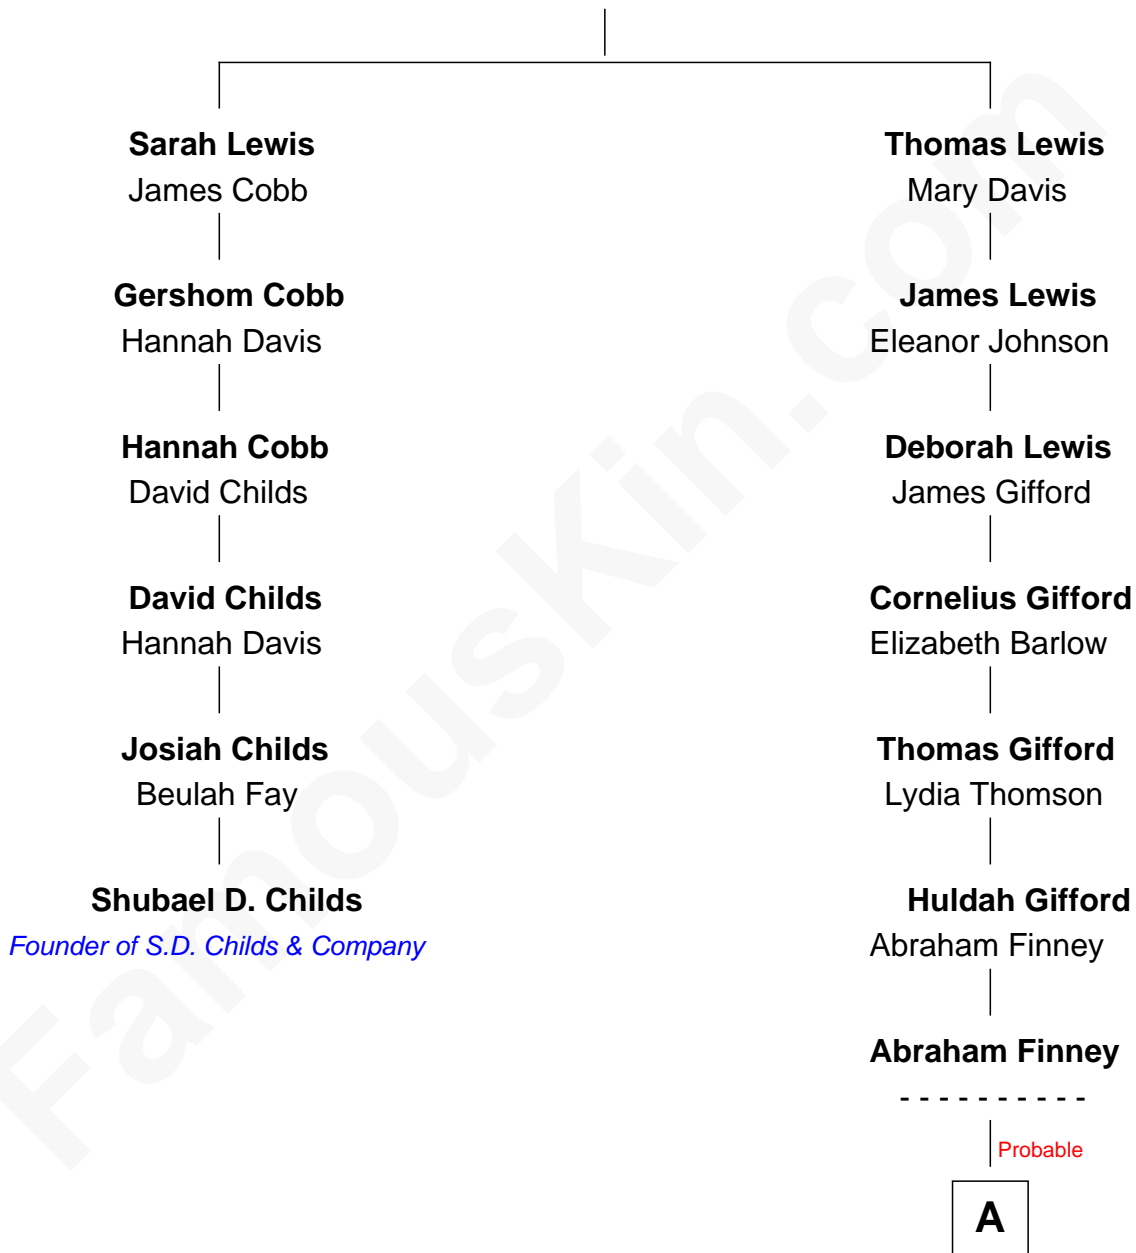 Sarah Lewis
James Cobb
Gershom Cobb
Hannah Davis
Hannah Cobb
David Childs
David Childs
Hannah Davis
Josiah Childs
Beulah Fay
Shubael D. Childs
Founder of S.D. Childs & Company
Thomas Lewis
Mary Davis
James Lewis
Eleanor Johnson
Deborah Lewis
James Gifford
Cornelius Gifford
Elizabeth Barlow
Thomas Gifford
Lydia Thomson
Huldah Gifford
Abraham Finney
Abraham Finney
- - - - - - - - - -
Probable
A
FamousKin.com